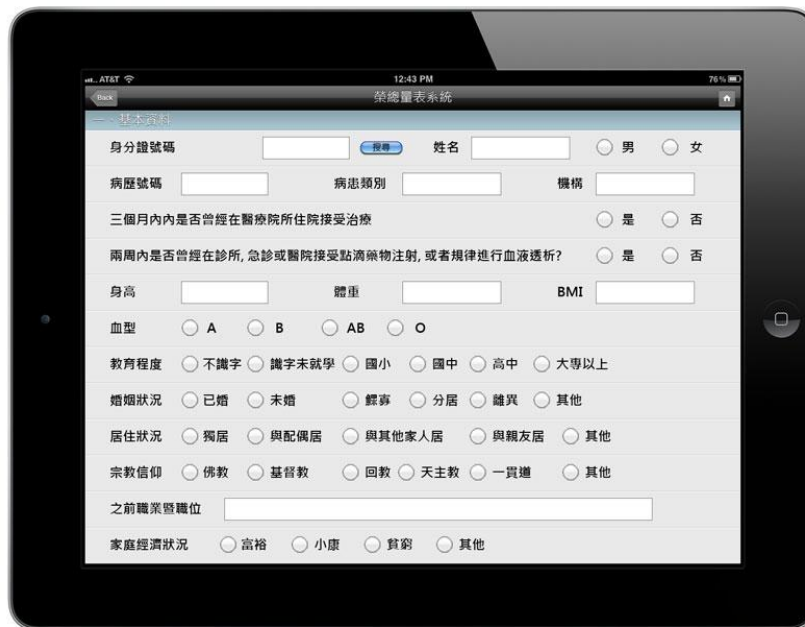 AT&T 12:43 PM 76%
Back 榮總量表系統
一、基本資料
身分證號碼 搜尋 姓名 男 女
病歷號碼 病患類別 機構
三個月內內是否曾經在醫療院所住院接受治療 是 否
兩周內是否曾經在診所, 急診或醫院接受點滴藥物注射, 或者規律進行血液透析? 是 否
身高 體重 BMI
血型 A B AB O
教育程度 不識字 識字未就學 國小 國中 高中 大專以上
婚姻狀況 已婚 未婚 鰥寡 分居 離異 其他
居住狀況 獨居 與配偶居 與其他家人居 與親友居 其他
宗教信仰 佛教 基督教 回教 天主教 一貫道 其他
之前職業暨職位
家庭經濟狀況 富裕 小康 貧窮 其他